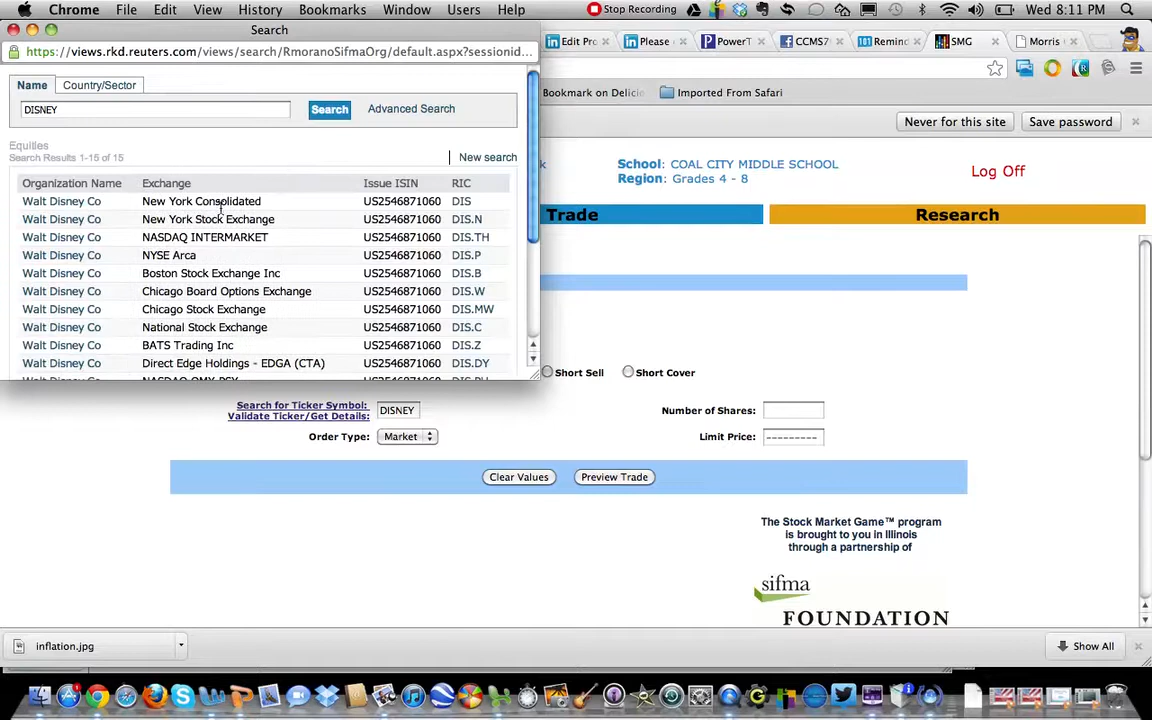 Chrome File Edit View History Bookmarks Window Users Help Stop Recording Wed 8:11 PM
Search
https://views.rkd.reuters.com/views/search/RmoranoSifmaOrg/default.aspx?sessionid...
Edit Pro Please PowerT CCMS7 Remind SMG Morris C
Bookmark on Delicio Imported From Safari
Never for this site Save password
Name Country/Sector
DISNEY Search Advanced Search
Equities
Search Results 1-15 of 15 New search
Organization Name Exchange Issue ISIN RIC
Walt Disney Co New York Consolidated US2546871060 DIS
Walt Disney Co New York Stock Exchange US2546871060 DIS.N
Walt Disney Co NASDAQ INTERMARKET US2546871060 DIS.TH
Walt Disney Co NYSE Arca US2546871060 DIS.P
Walt Disney Co Boston Stock Exchange Inc US2546871060 DIS.B
Walt Disney Co Chicago Board Options Exchange US2546871060 DIS.W
Walt Disney Co Chicago Stock Exchange US2546871060 DIS.MW
Walt Disney Co National Stock Exchange US2546871060 DIS.C
Walt Disney Co BATS Trading Inc US2546871060 DIS.Z
Walt Disney Co Direct Edge Holdings - EDGA (CTA) US2546871060 DIS.DY
k School: COAL CITY MIDDLE SCHOOL
Region: Grades 4 - 8
Log Off
Trade Research
Short Sell Short Cover
Search for Ticker Symbol: DISNEY Number of Shares:
Validate Ticker/Get Details:
Order Type: Market Limit Price: ---------
Clear Values Preview Trade
The Stock Market Game™ program
is brought to you in Illinois
through a partnership of
sifma
FOUNDATION
inflation.jpg Show All